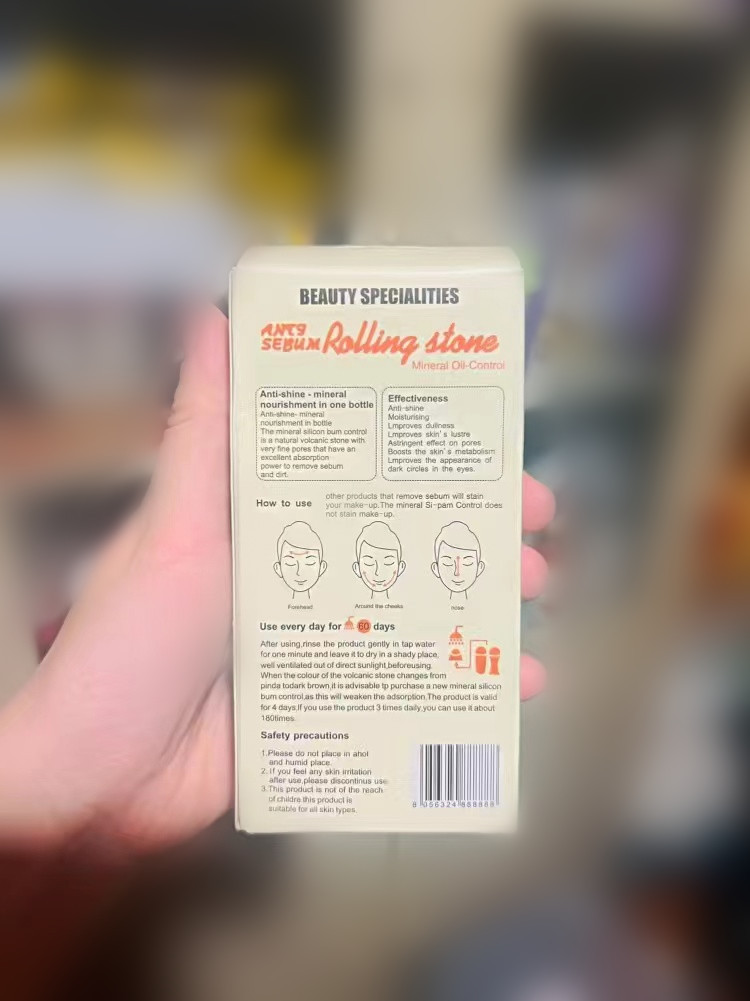 BEAUTY SPECIALITIES
ANTY
SEBUM Rolling stone
Mineral Oil-Control
Anti-shine - mineral
nourishment in one bottle
Anti-shine- mineral
nourishment in bottle
The mineral silicon bum control
is a natural volcanic stone with
very fine pores that have an
excellent absorption
power to remove sebum
and dirt.
Effectiveness
Anti-shine
Moisturising
Lmproves dullness
Lmproves skin's lustre
Astringent effect on pores
Boosts the skin's metabolism
Lmproves the appearance of
dark circles in the eyes.
How to use
other products that remove sebum will stain
your make-up.The mineral Si-pam Control does
not stain make-up.
Forehead
Around the cheeks
nose
Use every day for 60 days
After using,rinse the product gently in tap water
for one minute and leave it to dry in a shady place,
well ventilated out of direct sunlight,beforeusing.
When the colour of the volcanic stone changes from
pinda todark brown,it is advisable tp purchase a new mineral silicon
bum control,as this will weaken the adsorption.The product is valid
for 4 days.If you use the product 3 times daily,you can use it about
180times.
Safety precautions
1.Please do not place in ahol
and humid place.
2. If you feel any skin irritation
after use,please discontinus use.
3.This product is not of the reach
of childre this product is
suitable for all skin types.
8 056324 868868